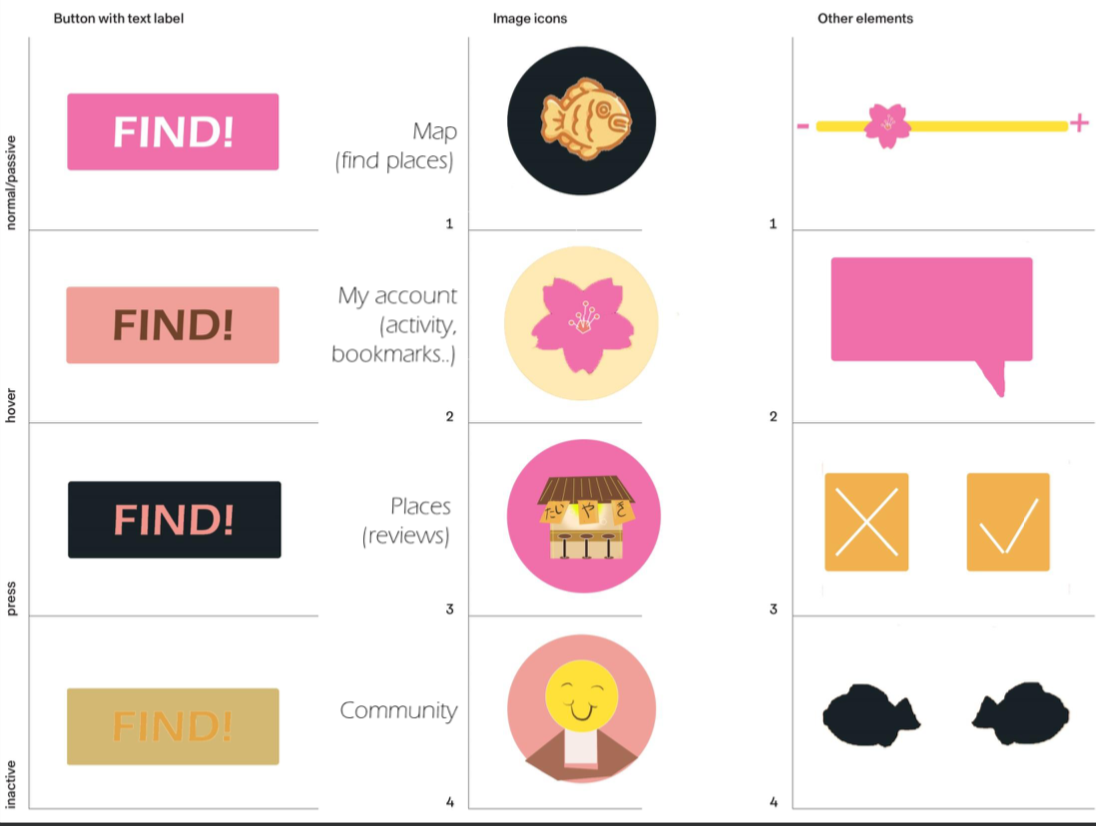 Button with text label
Image icons
Other elements
normal/passive
FIND!
Map
(find places)
1
-
+
1
hover
FIND!
My account
(activity,
bookmarks..)
2
2
press
FIND!
Places
(reviews)
たい
や
き
3
3
inactive
FIND!
Community
4
4